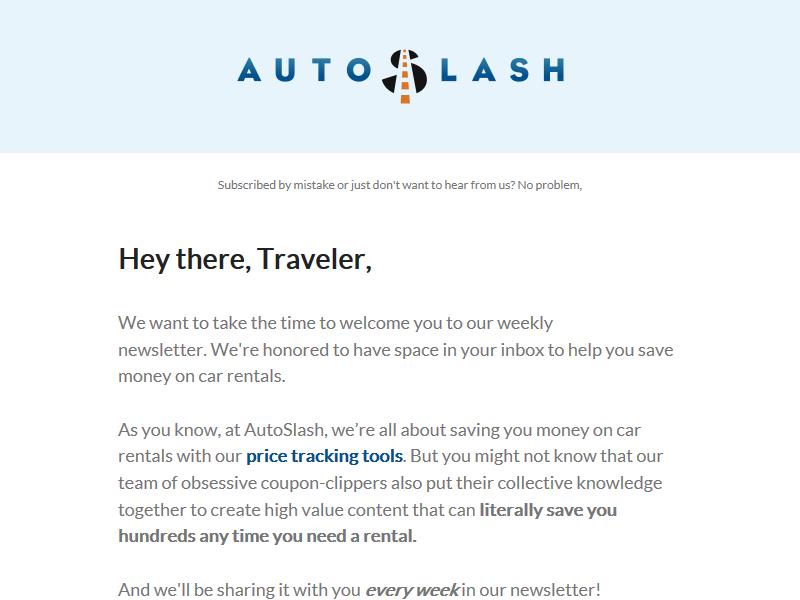 AUTOSLASH
Subscribed by mistake or just don't want to hear from us? No problem,
Hey there, Traveler,
We want to take the time to welcome you to our weekly
newsletter. We're honored to have space in your inbox to help you save
money on car rentals.
As you know, at AutoSlash, we’re all about saving you money on car
rentals with our price tracking tools. But you might not know that our
team of obsessive coupon-clippers also put their collective knowledge
together to create high value content that can literally save you
hundreds any time you need a rental.
And we'll be sharing it with you every week in our newsletter!